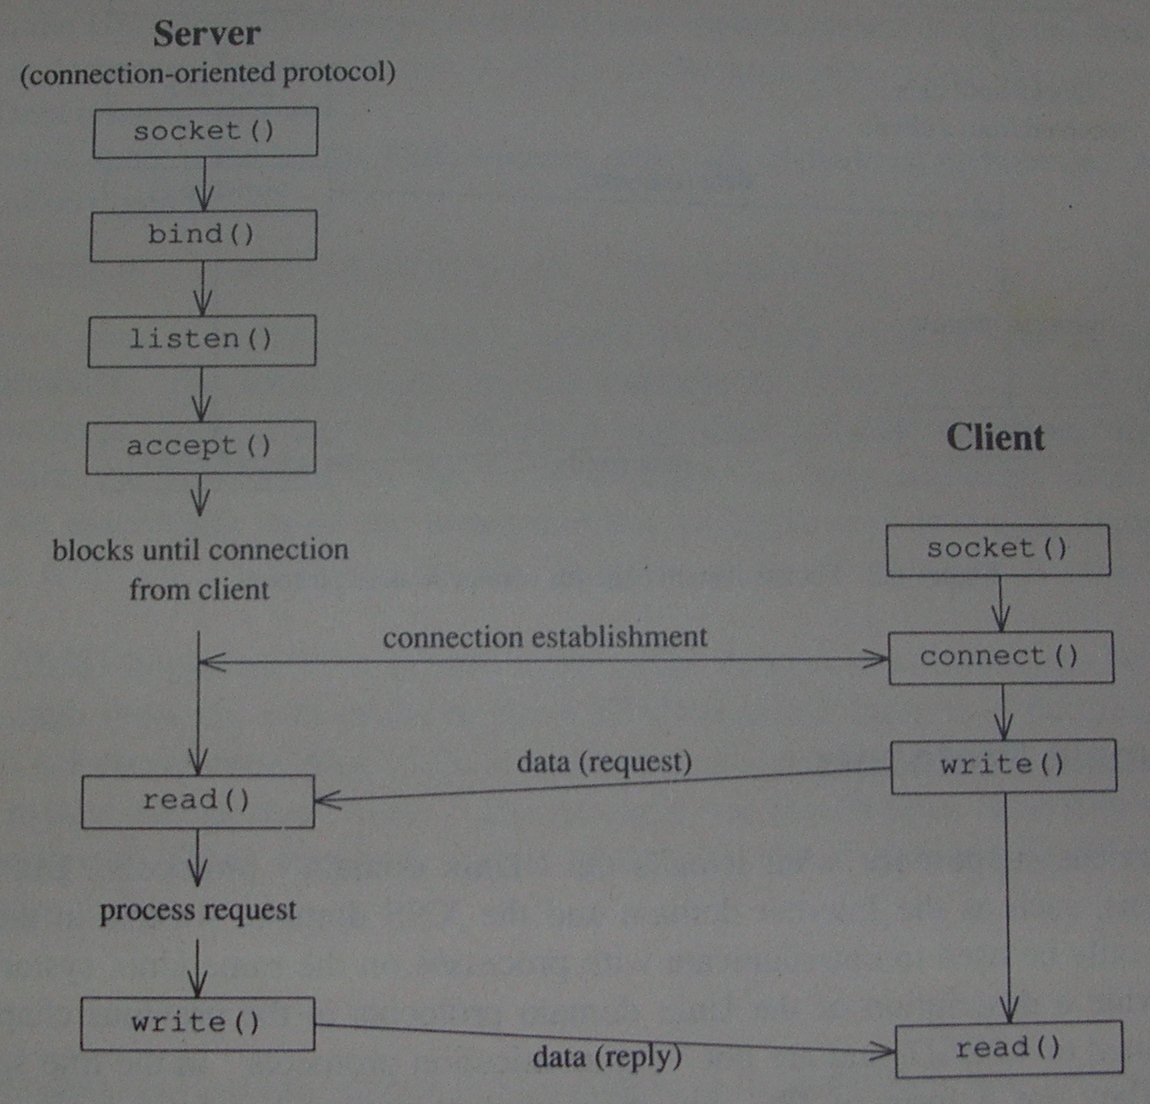 Server
(connection-oriented protocol)
socket()
bind()
listen()
accept()
blocks until connection
from client
Client
socket()
connection establishment
connect()
data (request)
write()
read()
process request
write()
data (reply)
read()